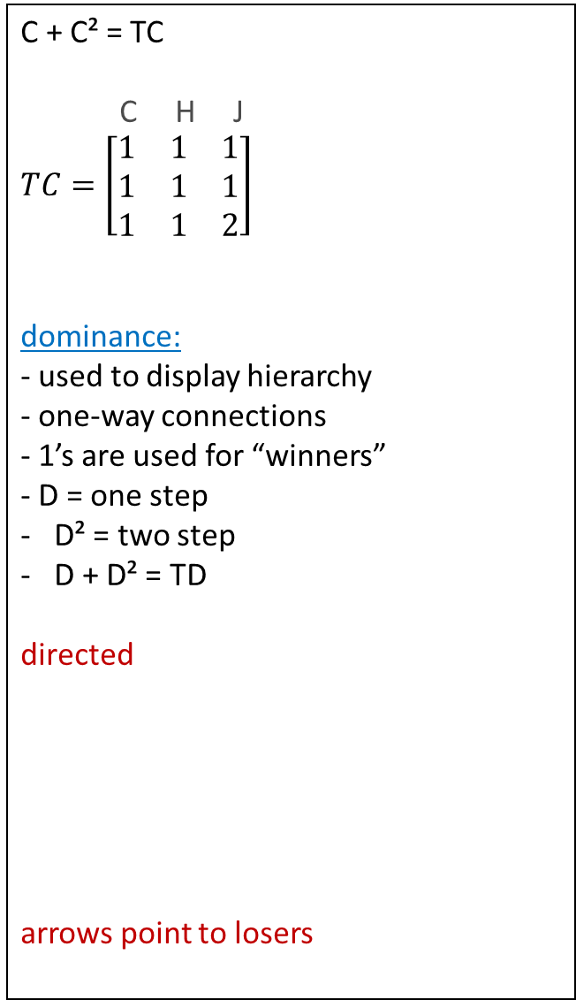 C + C² = TC
C H J
TC = [1 1 1
1 1 1
1 1 2]
dominance:
- used to display hierarchy
- one-way connections
- 1’s are used for “winners”
- D = one step
- D² = two step
- D + D² = TD
directed
arrows point to losers